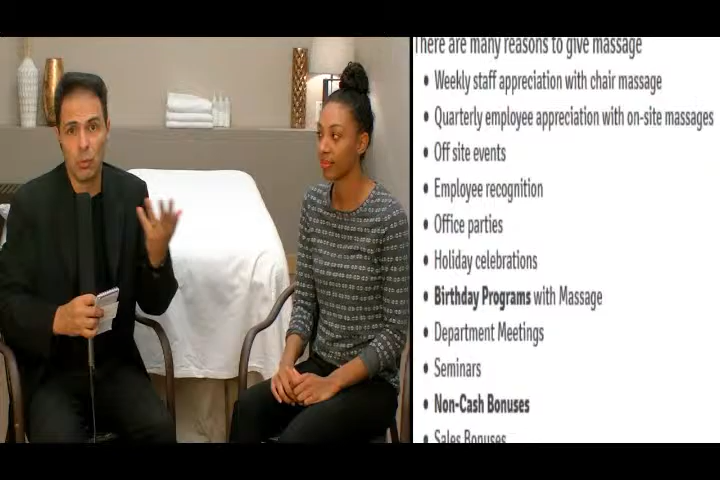 There are many reasons to give massage
• Weekly staff appreciation with chair massage
• Quarterly employee appreciation with on-site massages
• Off site events
• Employee recognition
• Office parties
• Holiday celebrations
• Birthday Programs with Massage
• Department Meetings
• Seminars
• Non-Cash Bonuses
• Sales Bonuses